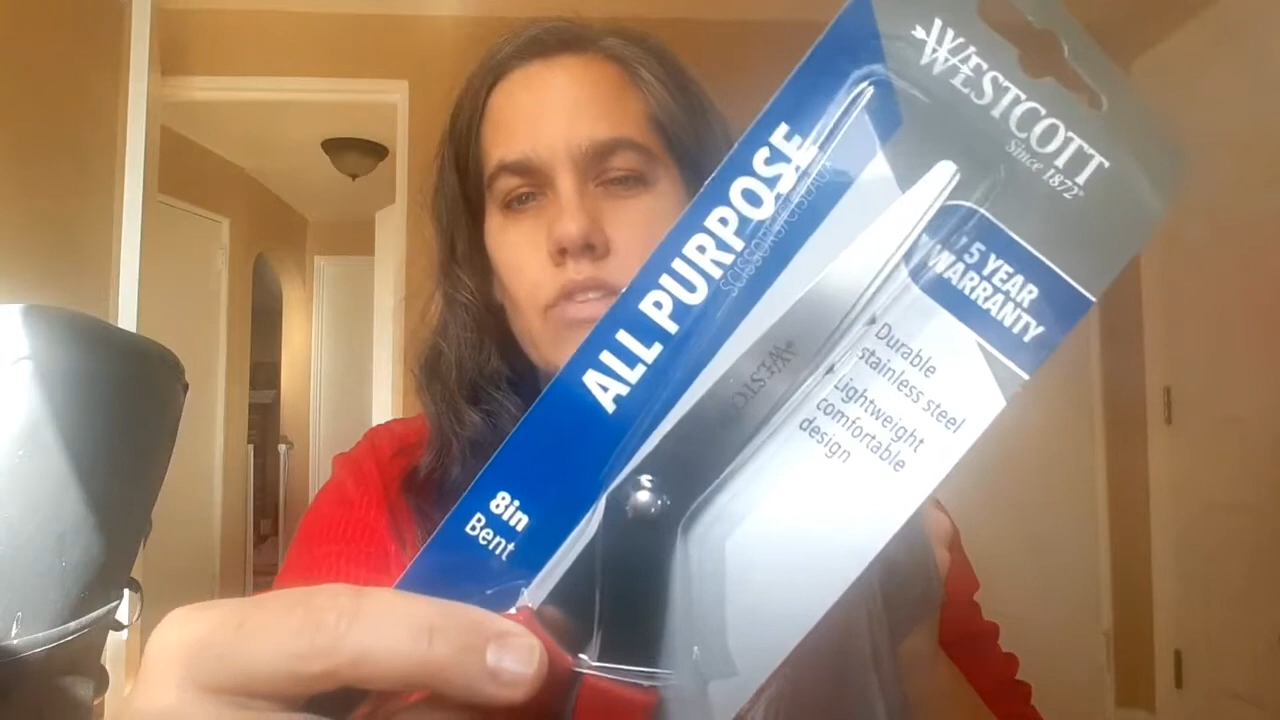 WESTCOTT
Since 1872®
ALL PURPOSE
SCISSORS/CISEAUX
5 YEAR
WARRANTY
Durable
stainless steel
Lightweight
comfortable
design
8in
Bent